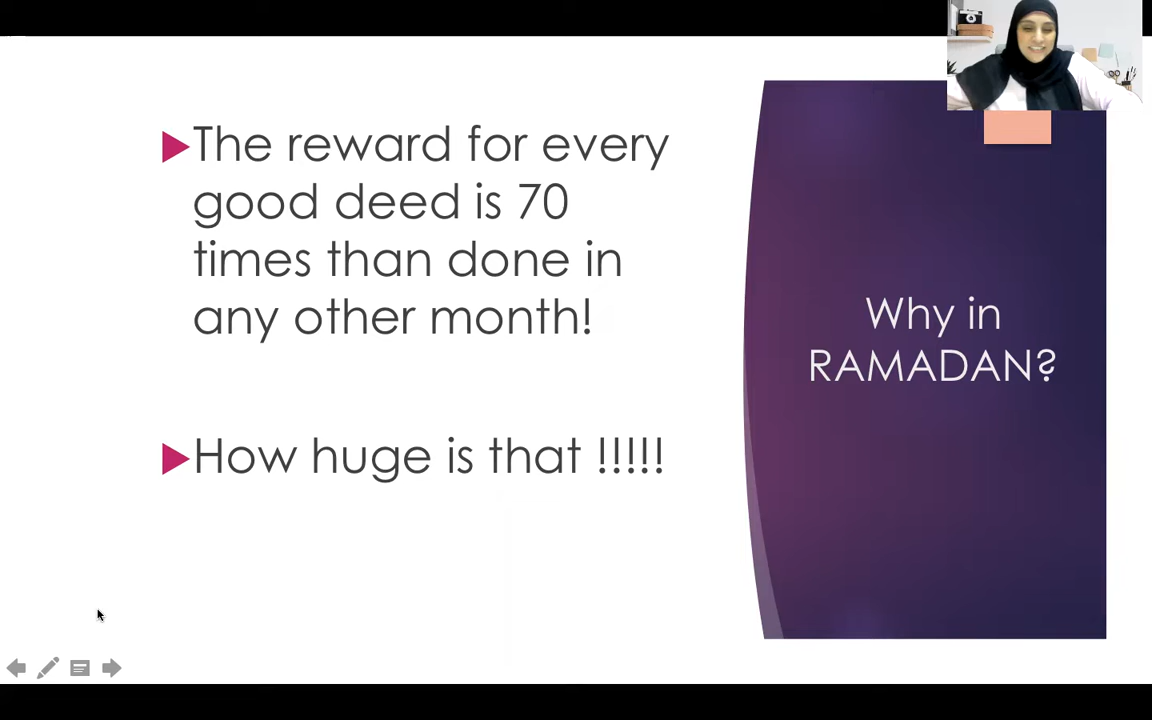 The reward for every
good deed is 70
times than done in
any other month!
How huge is that !!!!!
Why in
RAMADAN?